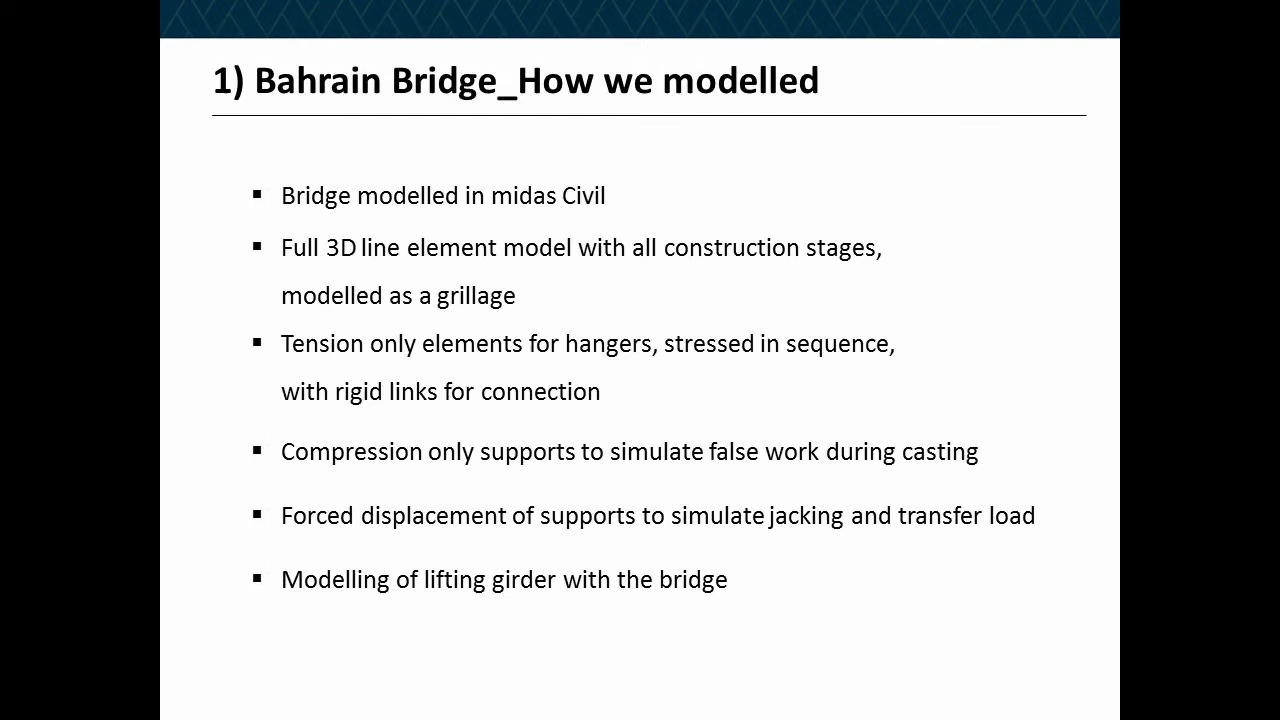 1) Bahrain Bridge_How we modelled
▪ Bridge modelled in midas Civil
▪ Full 3D line element model with all construction stages,
modelled as a grillage
▪ Tension only elements for hangers, stressed in sequence,
with rigid links for connection
▪ Compression only supports to simulate false work during casting
▪ Forced displacement of supports to simulate jacking and transfer load
▪ Modelling of lifting girder with the bridge